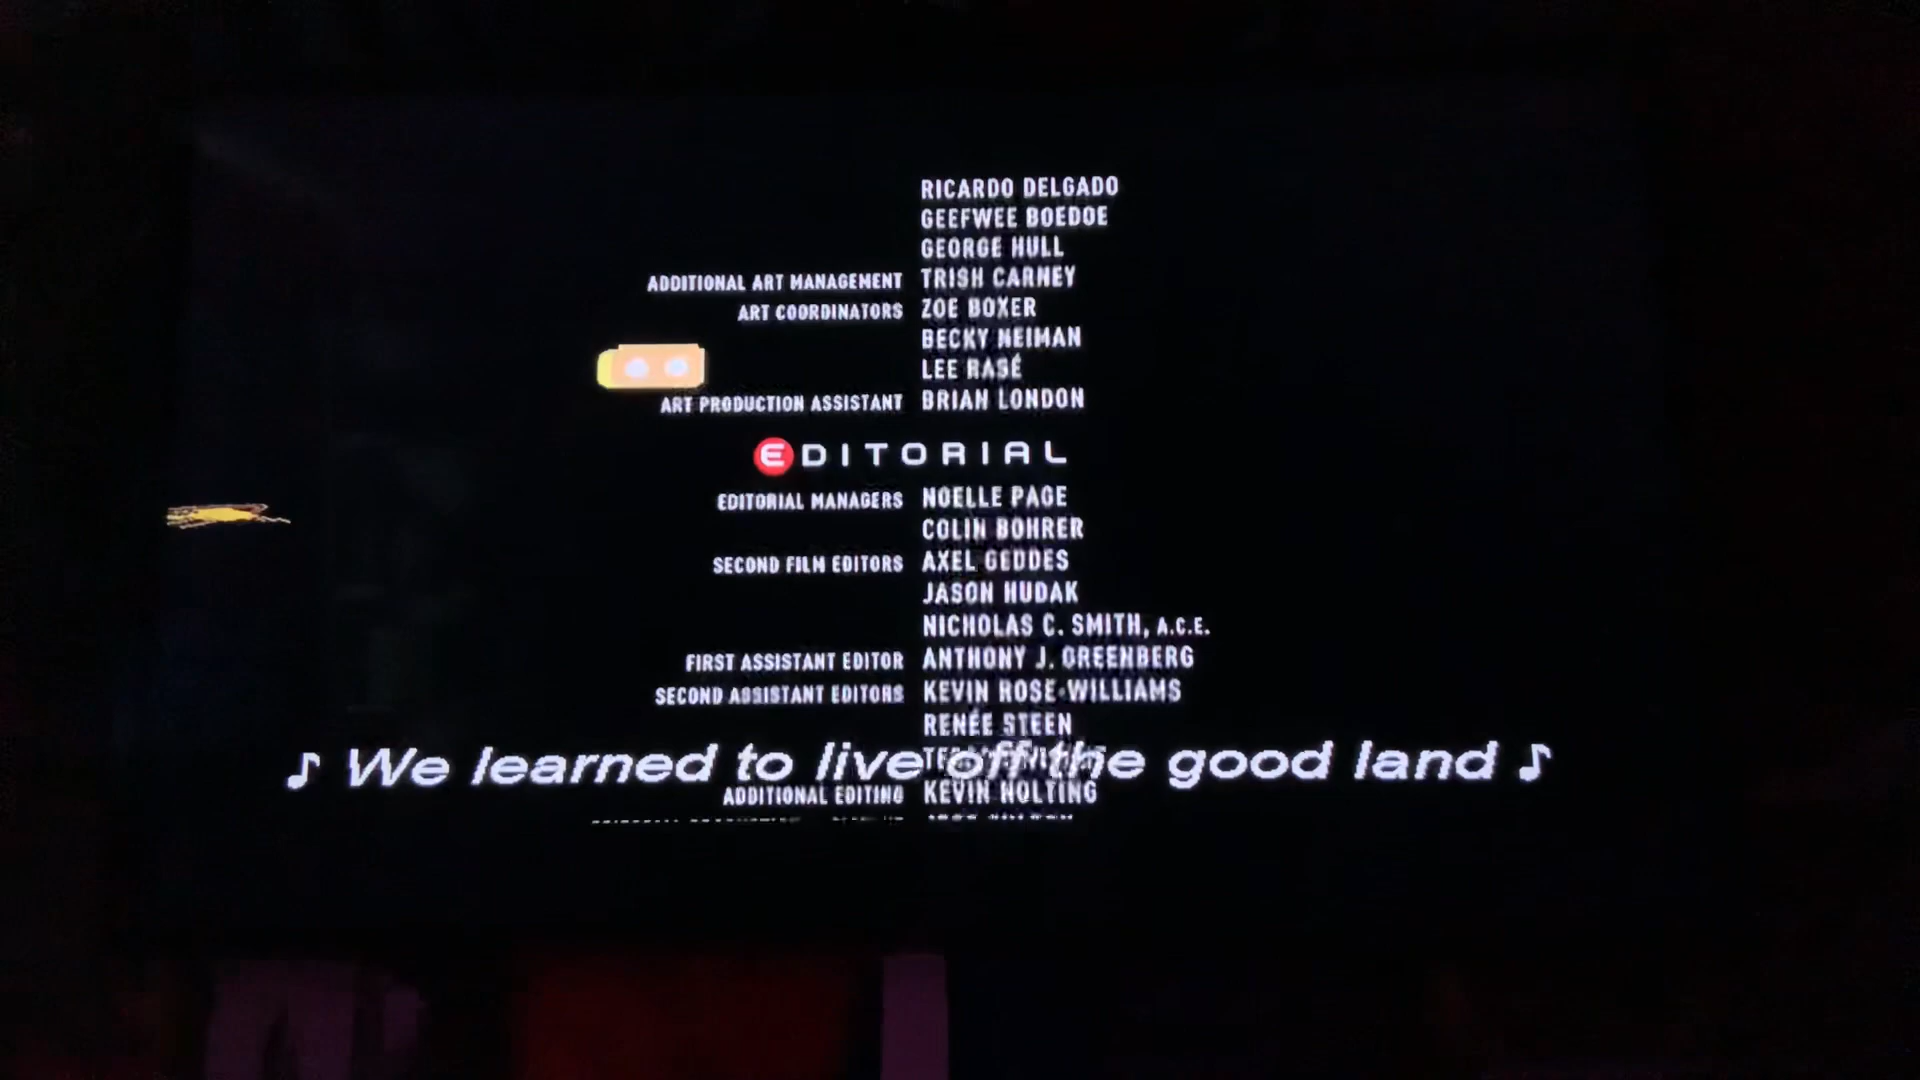 RICARDO DELGADO
GEEFWEE BOEDOE
GEORGE HULL
ADDITIONAL ART MANAGEMENT TRISH CARNEY
ART COORDINATORS ZOE BOXER
BECKY NEIMAN
LEE RASÉ
ART PRODUCTION ASSISTANT BRIAN LONDON
EDITORIAL
EDITORIAL MANAGERS NOELLE PAGE
COLIN BOHRER
SECOND FILM EDITORS AXEL GEDDES
JASON HUDAK
NICHOLAS C. SMITH, A.C.E.
FIRST ASSISTANT EDITOR ANTHONY J. GREENBERG
SECOND ASSISTANT EDITORS KEVIN ROSE-WILLIAMS
RENÉE STEEN
♪ We learned to live off the good land ♪
ADDITIONAL EDITING KEVIN NOLTING